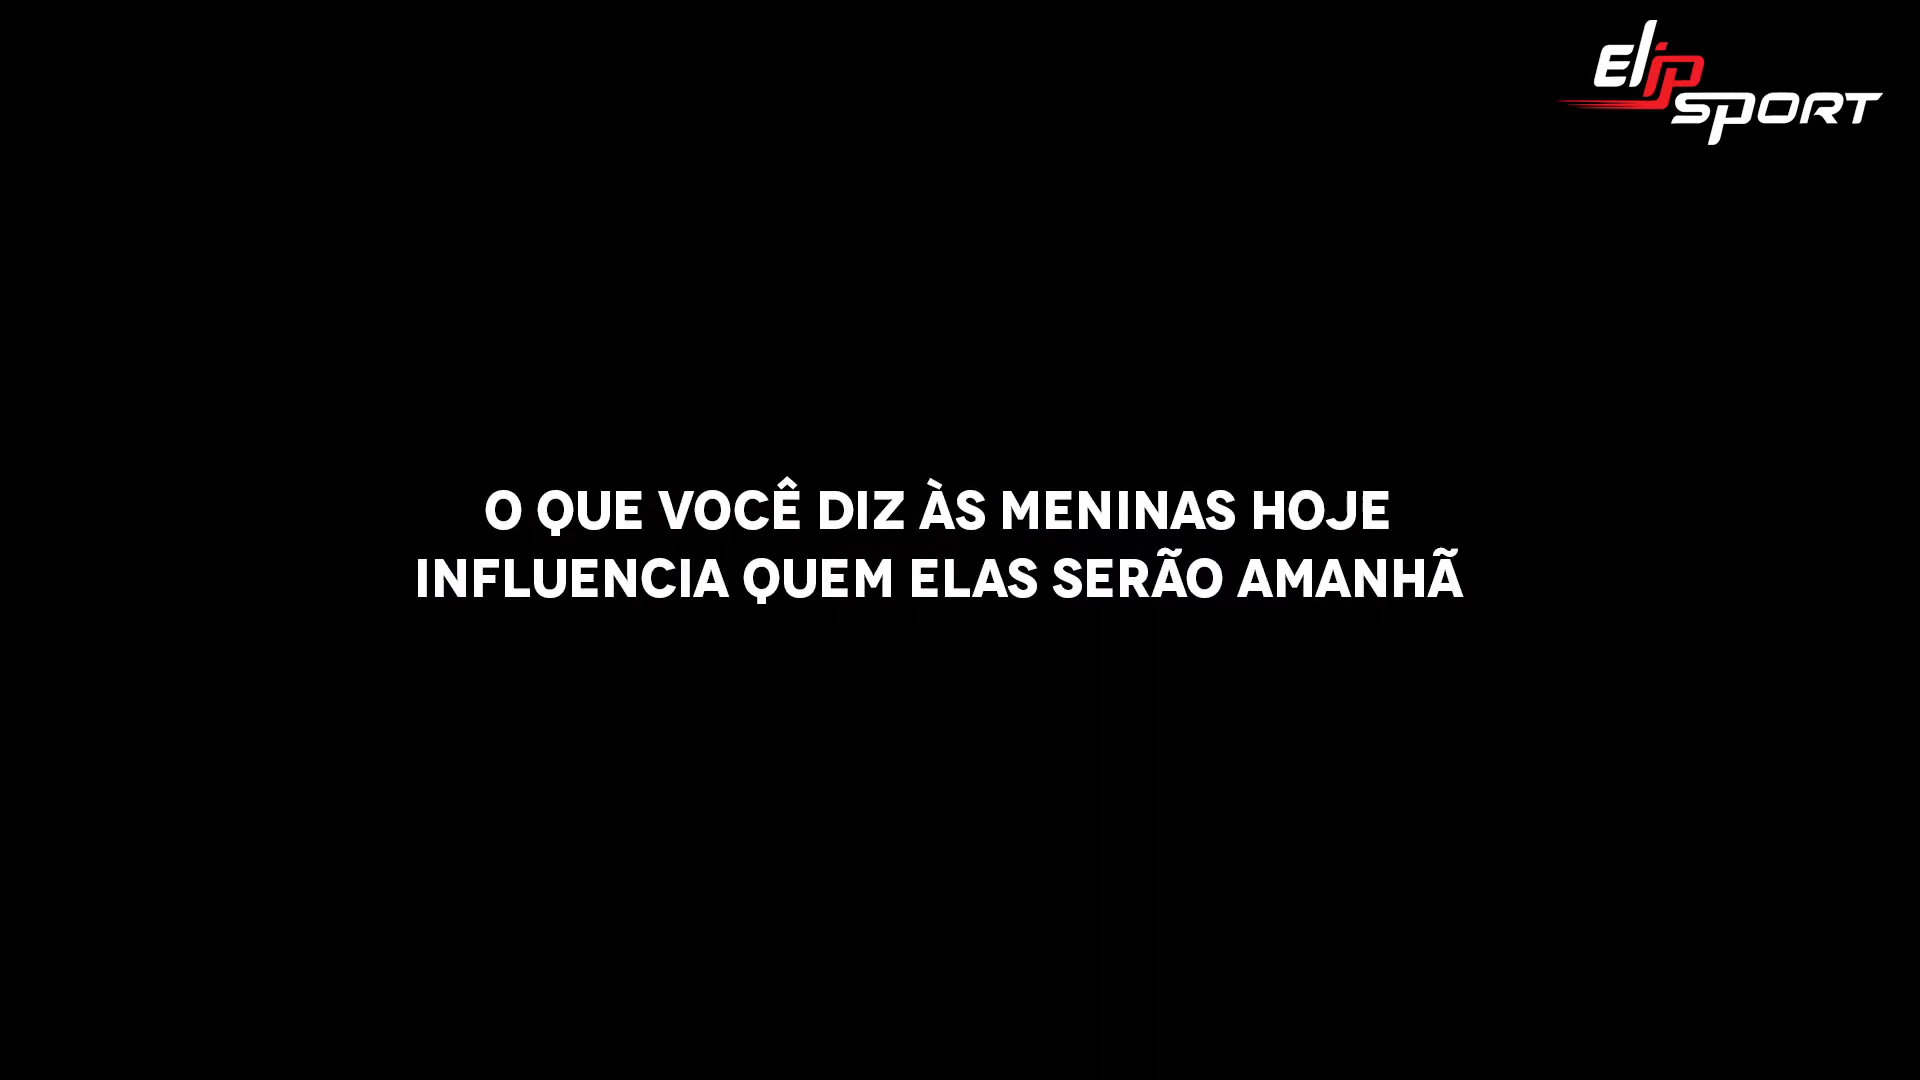 Elip
SPORT
O QUE VOCÊ DIZ ÀS MENINAS HOJE
INFLUENCIA QUEM ELAS SERÃO AMANHÃ